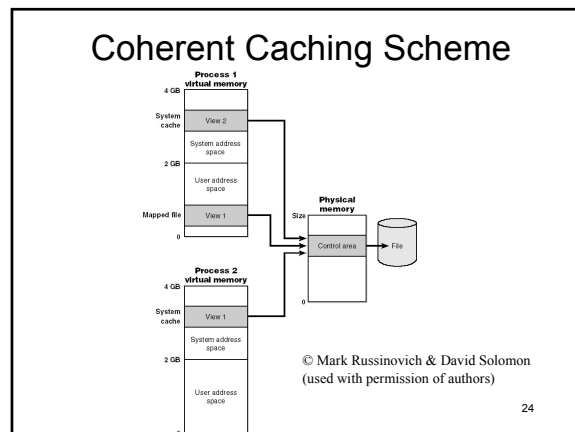 Coherent Caching Scheme
Process 1
virtual memory
4 GB
System
cache
View 2
System address
space
2 GB
User address
space
Mapped file
View 1
0
Physical
memory
Size
Control area
File
0
Process 2
virtual memory
4 GB
System
cache
View 1
System address
space
2 GB
User address
space
© Mark Russinovich & David Solomon
(used with permission of authors)
24